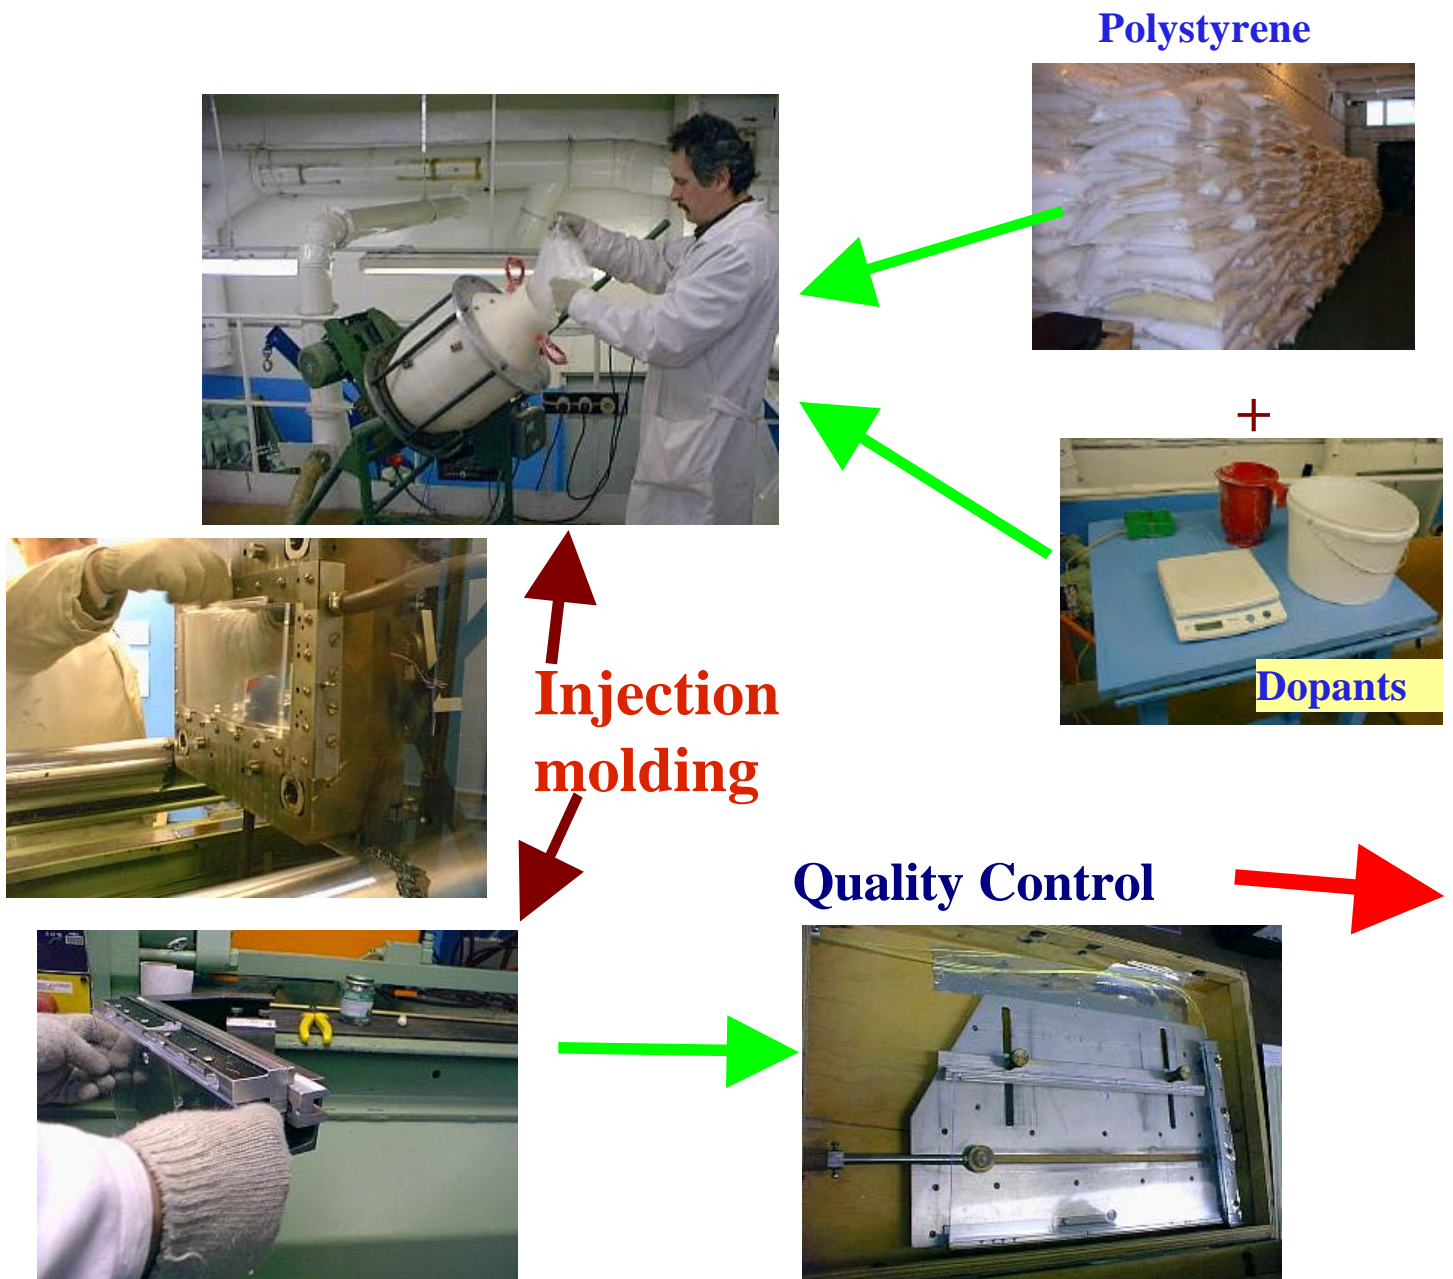 Polystyrene
+
Dopants
Injection
molding
Quality Control